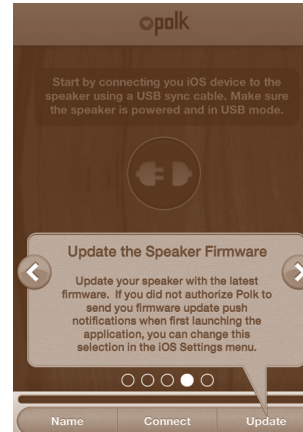 polk
Start by connecting you iOS device to the
speaker using a USB sync cable. Make sure
the speaker is powered and in USB mode.
Update the Speaker Firmware
Update your speaker with the latest
firmware. If you did not authorize Polk to
send you firmware update push
notifications when first launching the
application, you can change this
selection in the iOS Settings menu.
Name Connect Update